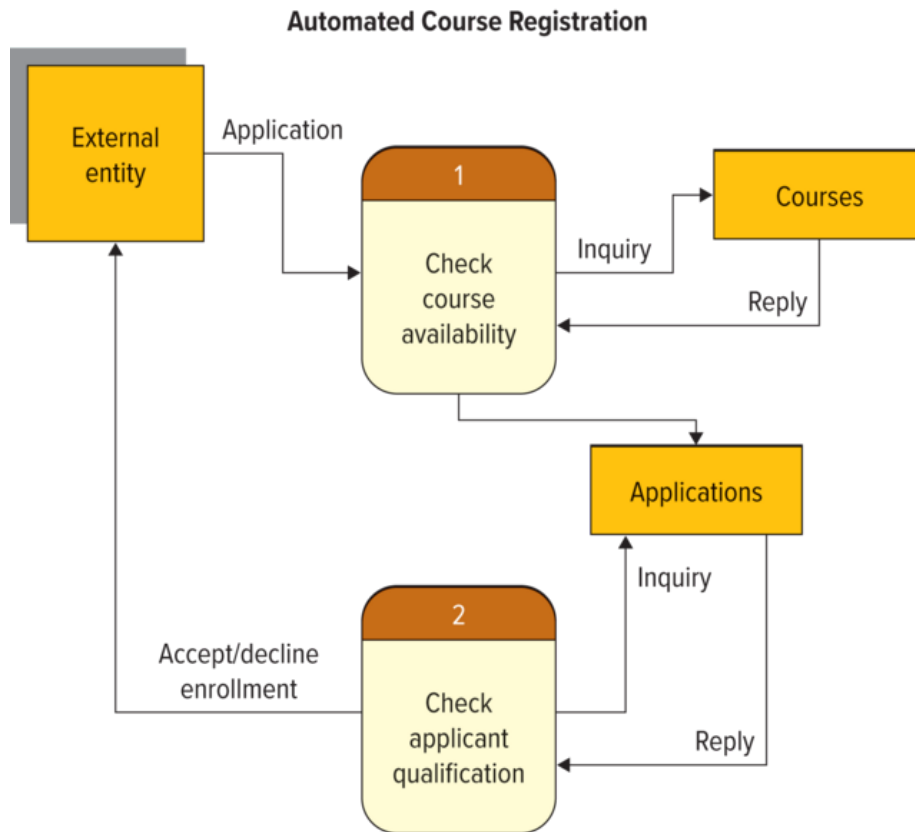 Automated Course Registration
External
entity
Application
1
Check
course
availability
Inquiry
Courses
Reply
Applications
Inquiry
2
Check
applicant
qualification
Accept/decline
enrollment
Reply